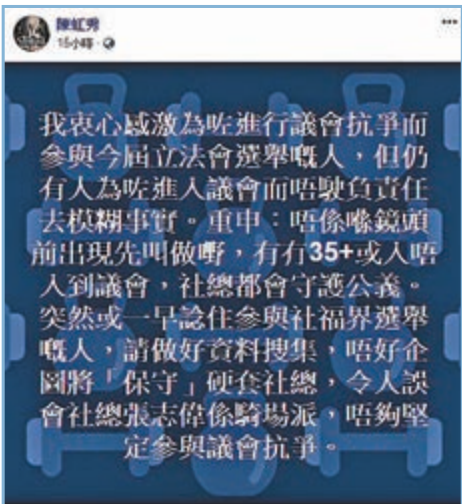 陳虹秀
15小時
我衷心感激為咗進行議會抗爭而
參與今屆立法會選舉嘅人，但仍
有人為咗進入議會而唔駛負責任
去模糊事實。重申：唔係喺鏡頭
前出現先叫做嘢，有冇35+或入唔
入到議會，社總都會守護公義。
突然或一早諗住參與社福界選舉
嘅人，請做好資料搜集，唔好企
圖將「保守」硬套社總，令人誤
會社總張志偉係騎場派，唔夠堅
定參與議會抗爭。